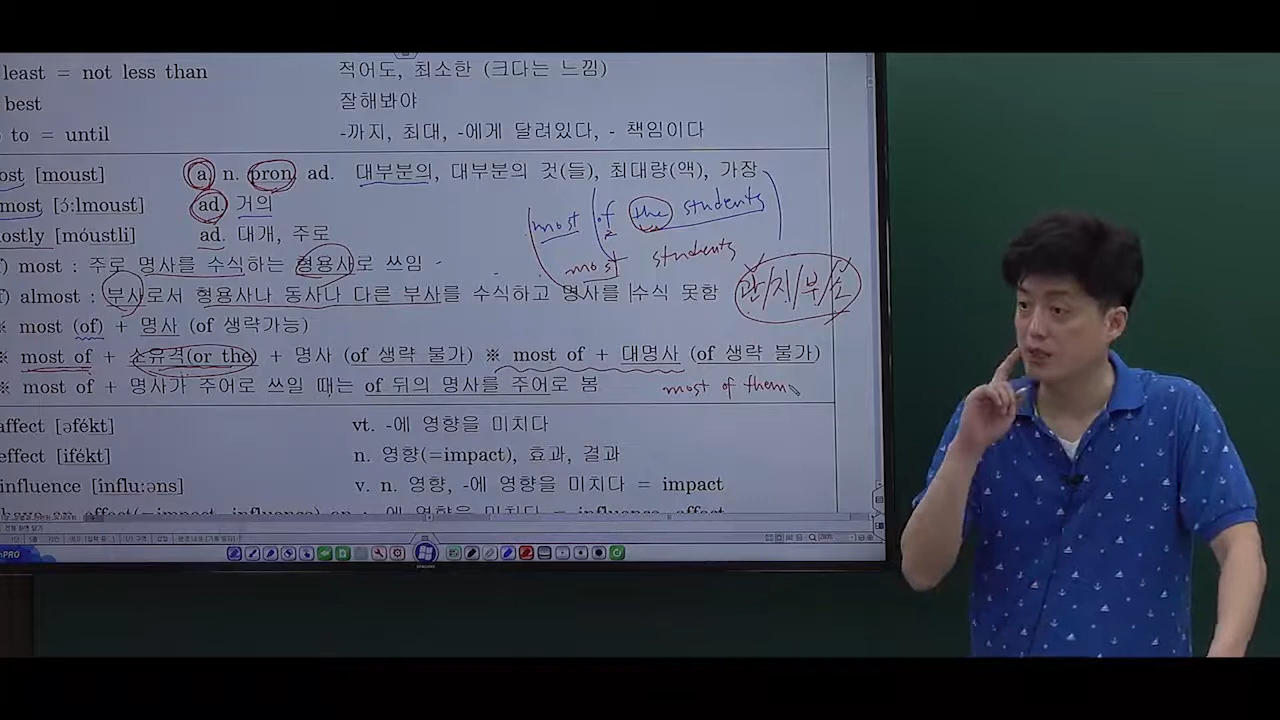 least = not less than 적어도, 최소한 (크다는 느낌)
best 잘해봐야
to = until -까지, 최대, -에게 달려있다, - 책임이다
ost [moust] a. n. pron. ad. 대부분의, 대부분의 것(들), 최대량(액), 가장
most [ɔ́:lmoust] ad. 거의
most of the students
ostly [móustli] ad. 대개, 주로
most students
) most : 주로 명사를 수식하는 형용사로 쓰임
관/지/부/소
) almost : 부사로서 형용사나 동사나 다른 부사를 수식하고 명사를 수식 못함
※ most (of) + 명사 (of 생략가능)
※ most of + 소유격(or the) + 명사 (of 생략 불가) ※ most of + 대명사 (of 생략 불가)
※ most of + 명사가 주어로 쓰일 때는 of 뒤의 명사를 주어로 봄
most of them
affect [əfékt] vt. -에 영향을 미치다
effect [ifékt] n. 영향(=impact), 효과, 결과
influence [influ:əns] v. n. 영향, -에 영향을 미치다 = impact